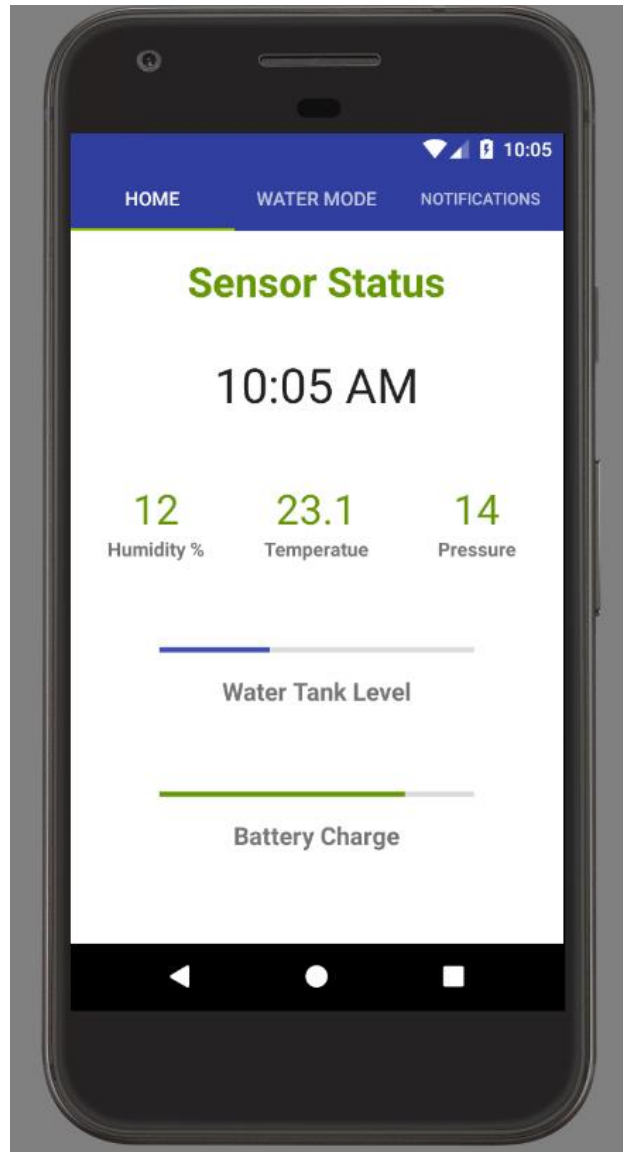 10:05
HOME WATER MODE NOTIFICATIONS
Sensor Status
10:05 AM
12 23.1 14
Humidity % Temperatue Pressure
Water Tank Level
Battery Charge